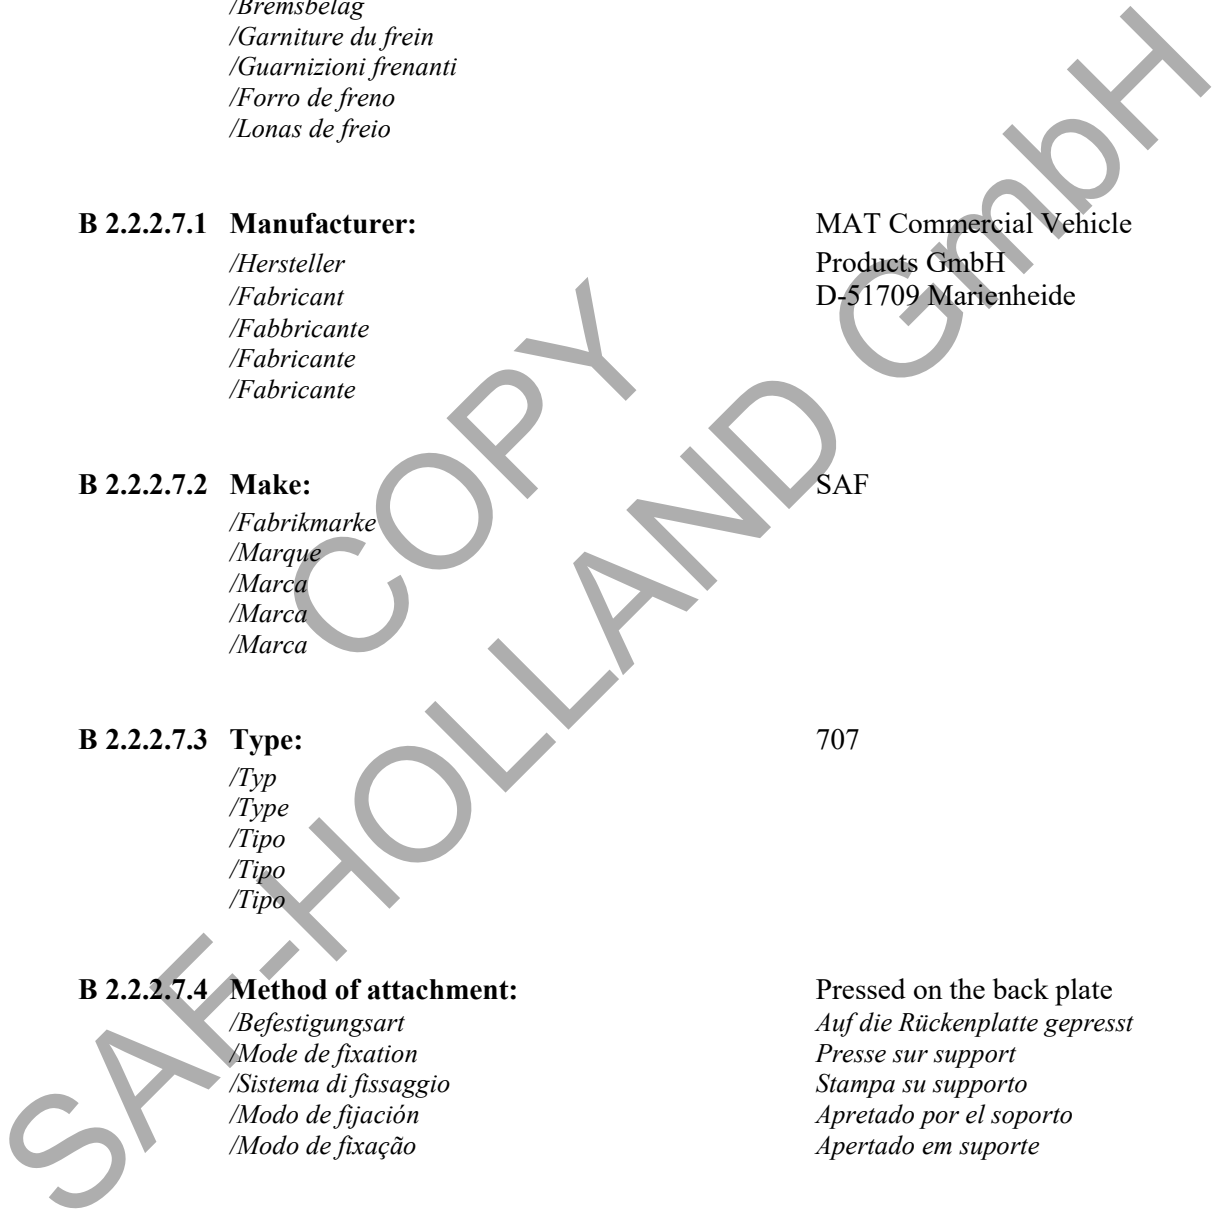 /Bremsbelag
/Garniture du frein
/Guarnizioni frenanti
/Forro de freno
/Lonas de freio
B 2.2.2.7.1 Manufacturer: MAT Commercial Vehicle
/Hersteller Products GmbH
/Fabricant D-51709 Marienheide
/Fabbricante
/Fabricante
/Fabricante
B 2.2.2.7.2 Make: SAF
/Fabrikmarke
/Marque
/Marca
/Marca
/Marca
B 2.2.2.7.3 Type: 707
/Typ
/Type
/Tipo
/Tipo
/Tipo
B 2.2.2.7.4 Method of attachment: Pressed on the back plate
/Befestigungsart Auf die Rückenplatte gepresst
/Mode de fixation Presse sur support
/Sistema di fissaggio Stampa su supporto
/Modo de fijación Apretado por el soporto
/Modo de fixação Apertado em suporte
COPY
SAF-HOLLAND GmbH